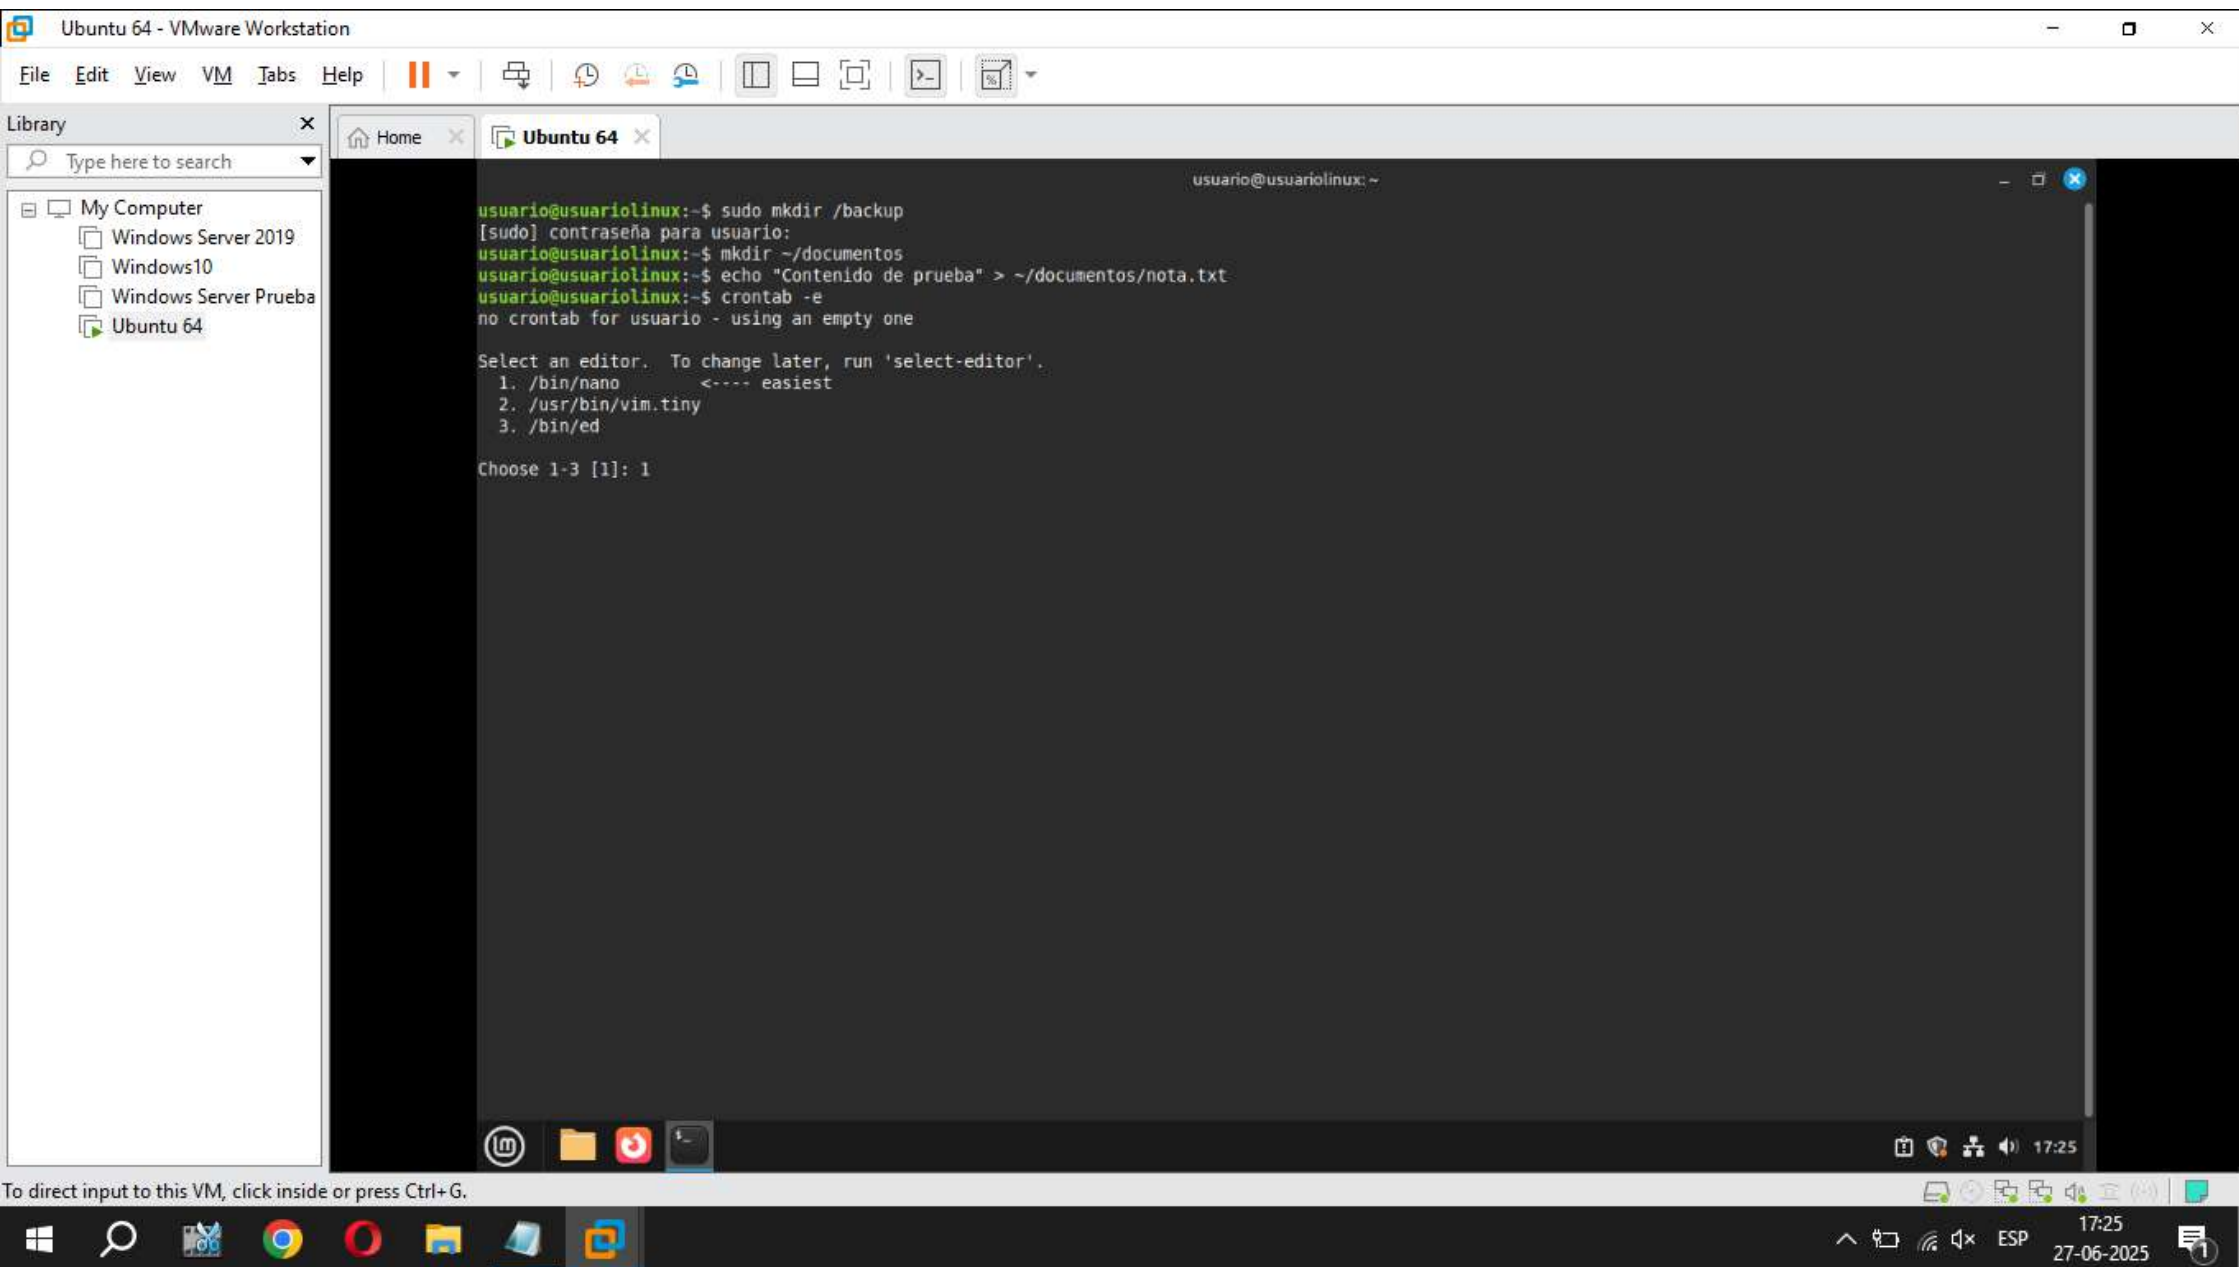 Ubuntu 64 - VMware Workstation
File Edit View VM Tabs Help
Library
Home
Ubuntu 64
Type here to search
My Computer
Windows Server 2019
Windows10
Windows Server Prueba
Ubuntu 64
usuario@usuariolinux: ~
usuario@usuariolinux:~$ sudo mkdir /backup
[sudo] contraseña para usuario:
usuario@usuariolinux:~$ mkdir ~/documentos
usuario@usuariolinux:~$ echo "Contenido de prueba" > ~/documentos/nota.txt
usuario@usuariolinux:~$ crontab -e
no crontab for usuario - using an empty one
Select an editor.  To change later, run 'select-editor'.
  1. /bin/nano        <---- easiest
  2. /usr/bin/vim.tiny
  3. /bin/ed
Choose 1-3 [1]: 1
17:25
To direct input to this VM, click inside or press Ctrl+G.
ESP
17:25
27-06-2025
1